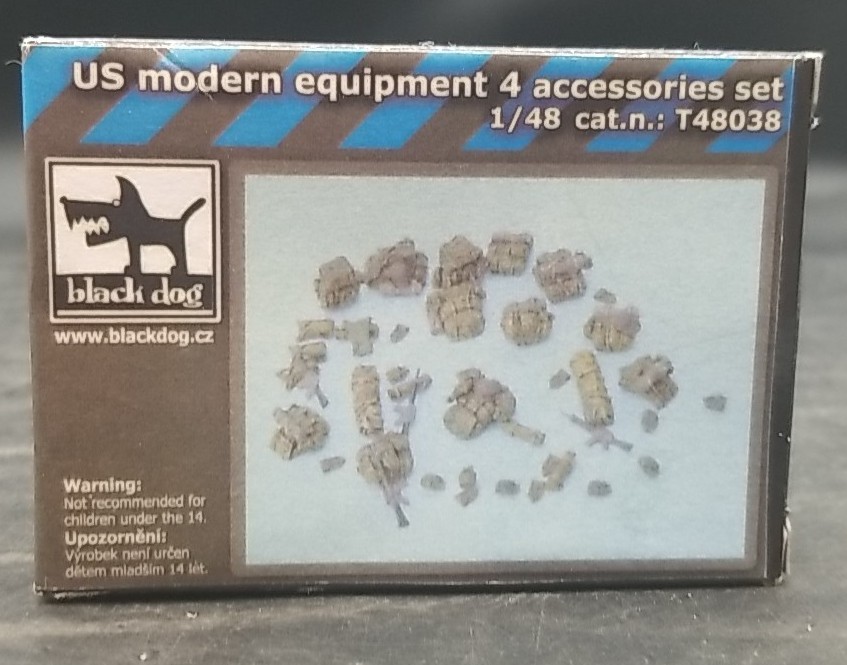 US modern equipment 4 accessories set
1/48 cat.n.: T48038
black dog
www.blackdog.cz
Warning:
Not recommended for
children under the 14.
Upozornění:
Výrobek není určen
dětem mladším 14 let.